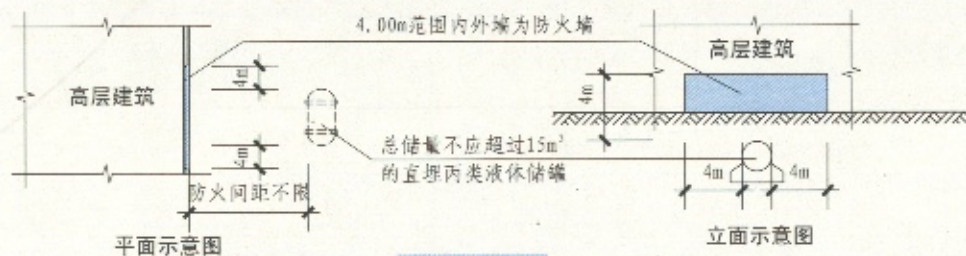 4.00m范围内外墙为防火墙
高层建筑
高层建筑
4m
4m
4m
总储量不应超过15m³
的直埋丙类液体储罐
4m
4m
防火间距不限
平面示意图
立面示意图